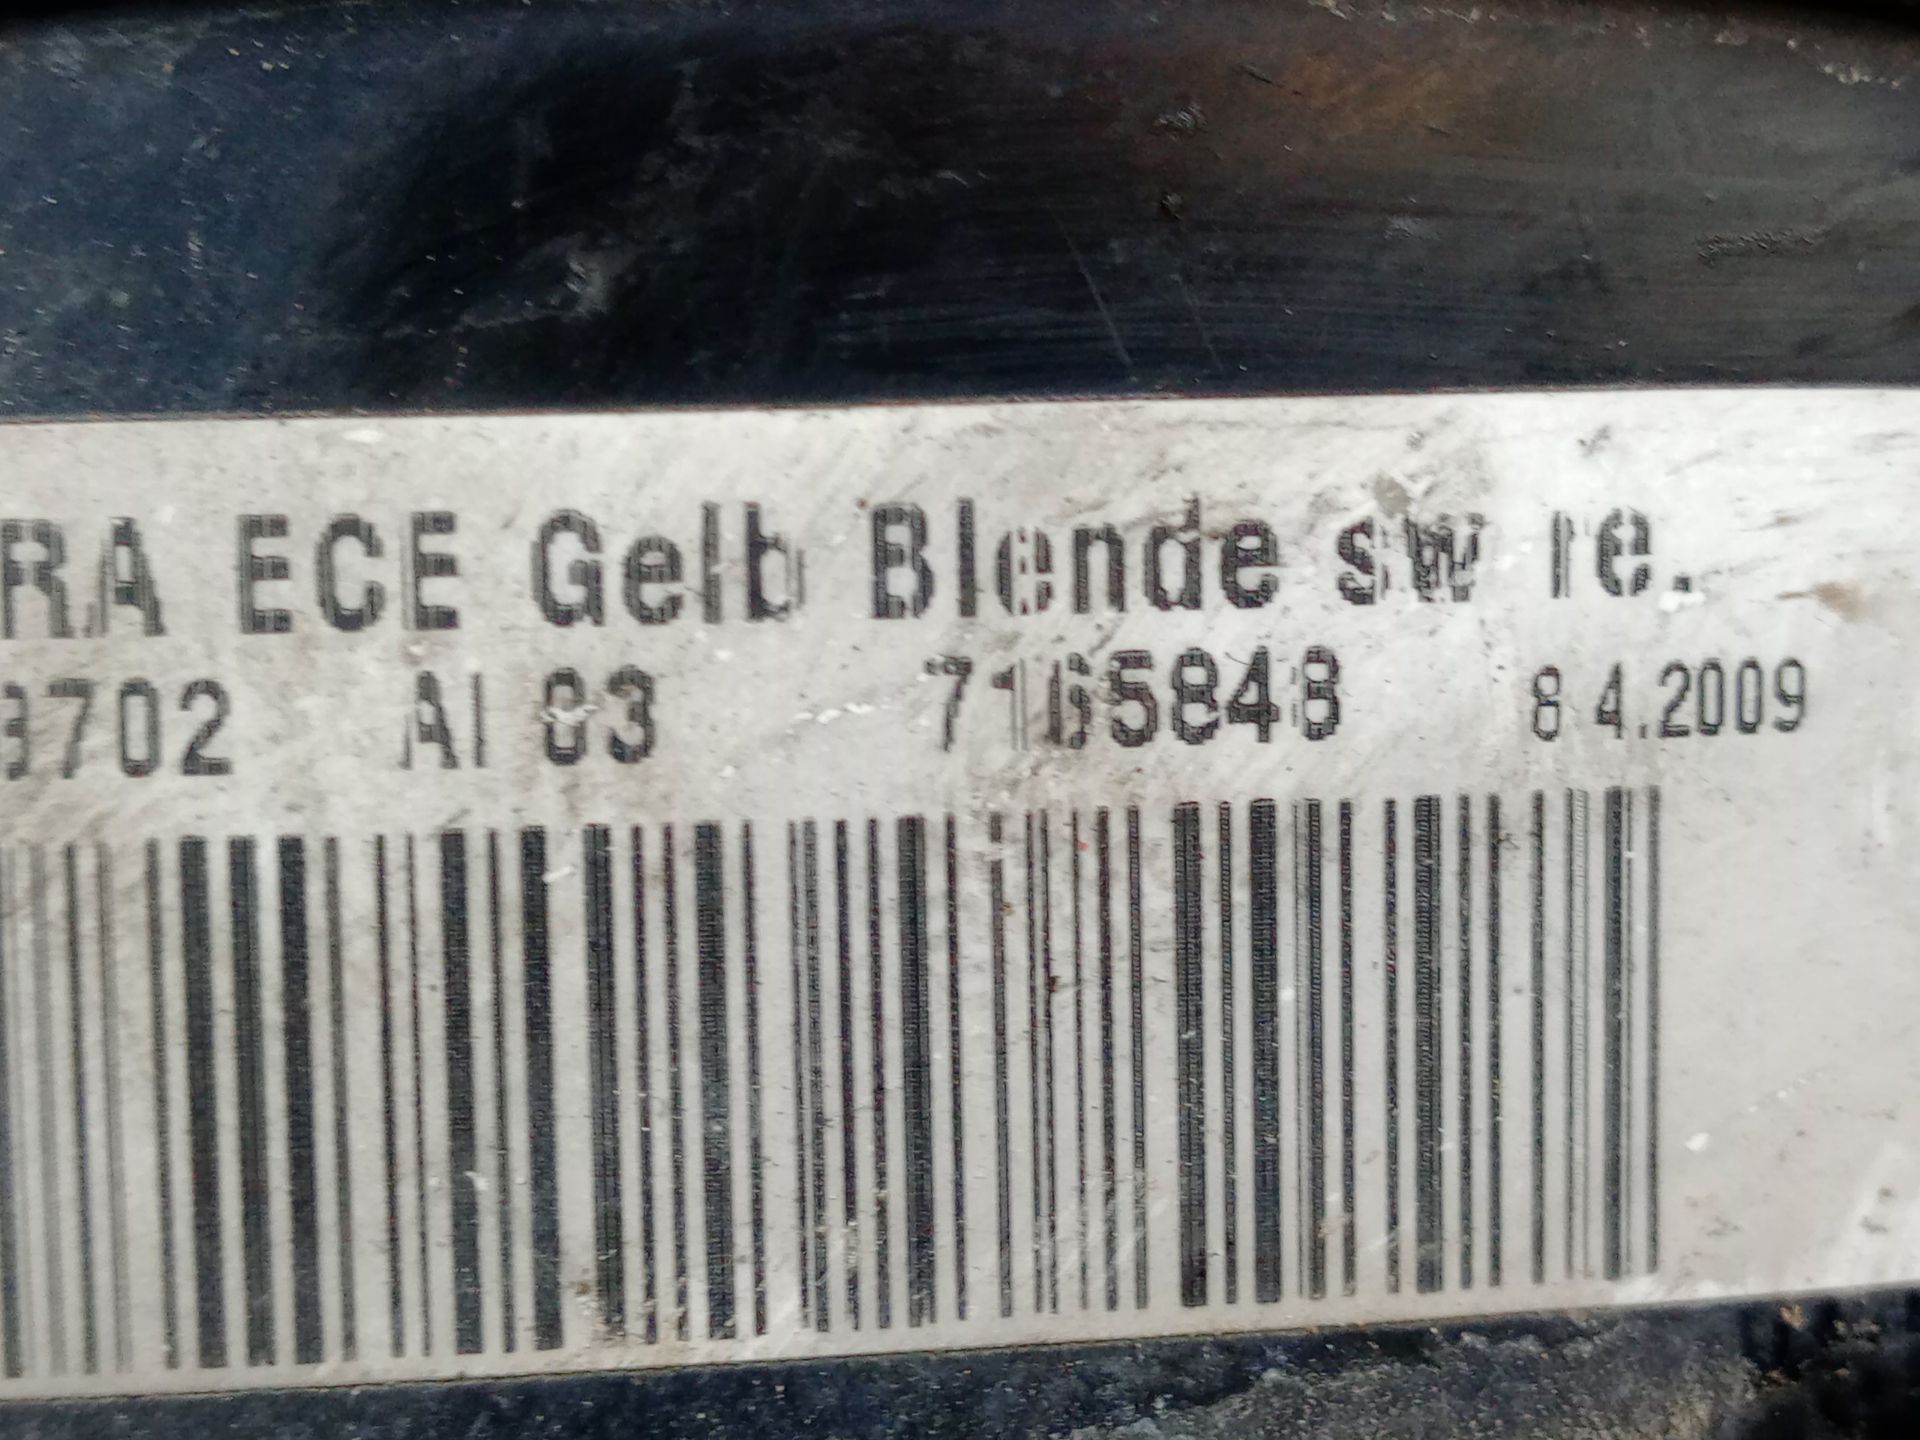 RA ECE Gelb Blende sw re.
3702 AI 03 7165848 8 4.2009